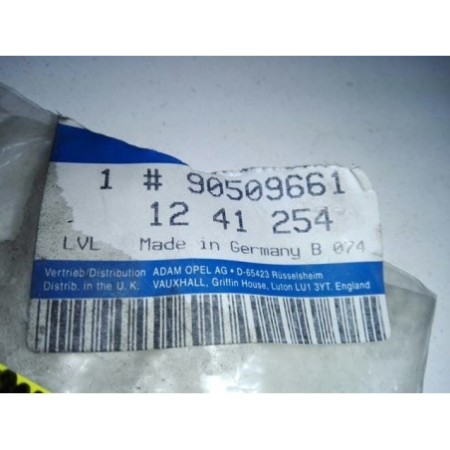 1 # 90509661
12 41 254
LVL Made in Germany B 074
Vertrieb/Distribution ADAM OPEL AG • D-65423 Rüsselsheim
Distrib. in the U. K. VAUXHALL, Griffin House, Luton LU1 3YT. England